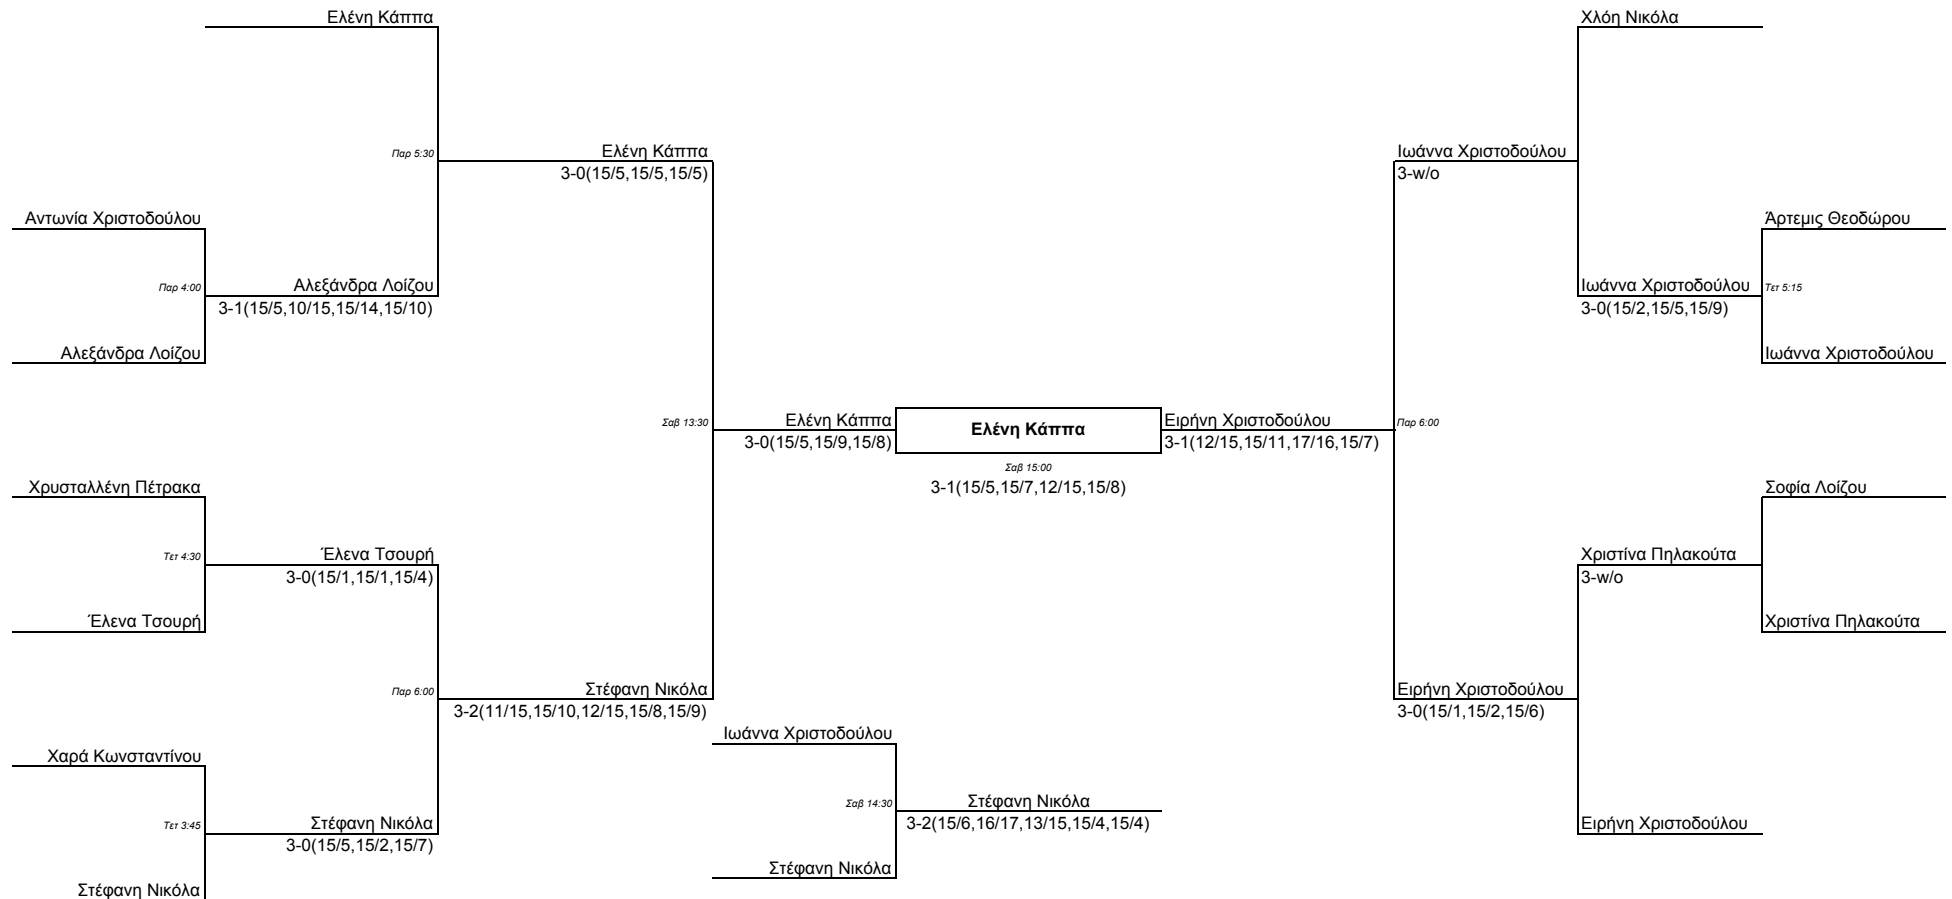 Ελένη Κάππα
Χλόη Νικόλα
Παρ 5:30
Ελένη Κάππα
3-0(15/5,15/5,15/5)
Ιωάννα Χριστοδούλου
3-w/o
Αντωνία Χριστοδούλου
Άρτεμις Θεοδώρου
Παρ 4:00
Αλεξάνδρα Λοίζου
3-1(15/5,10/15,15/14,15/10)
Ιωάννα Χριστοδούλου
3-0(15/2,15/5,15/9)
Τετ 5:15
Αλεξάνδρα Λοίζου
Ιωάννα Χριστοδούλου
Σαβ 13:30
Ελένη Κάππα
3-0(15/5,15/9,15/8)
Ελένη Κάππα
Ειρήνη Χριστοδούλου
3-1(12/15,15/11,17/16,15/7)
Παρ 6:00
Σαβ 15:00
3-1(15/5,15/7,12/15,15/8)
Χρυσταλλένη Πέτρακα
Σοφία Λοίζου
Τετ 4:30
Έλενα Τσουρή
3-0(15/1,15/1,15/4)
Χριστίνα Πηλακούτα
3-w/o
Έλενα Τσουρή
Χριστίνα Πηλακούτα
Παρ 6:00
Στέφανη Νικόλα
3-2(11/15,15/10,12/15,15/8,15/9)
Ειρήνη Χριστοδούλου
3-0(15/1,15/2,15/6)
Ιωάννα Χριστοδούλου
Χαρά Κωνσταντίνου
Σαβ 14:30
Στέφανη Νικόλα
3-2(15/6,16/17,13/15,15/4,15/4)
Τετ 3:45
Στέφανη Νικόλα
3-0(15/5,15/2,15/7)
Ειρήνη Χριστοδούλου
Στέφανη Νικόλα
Στέφανη Νικόλα